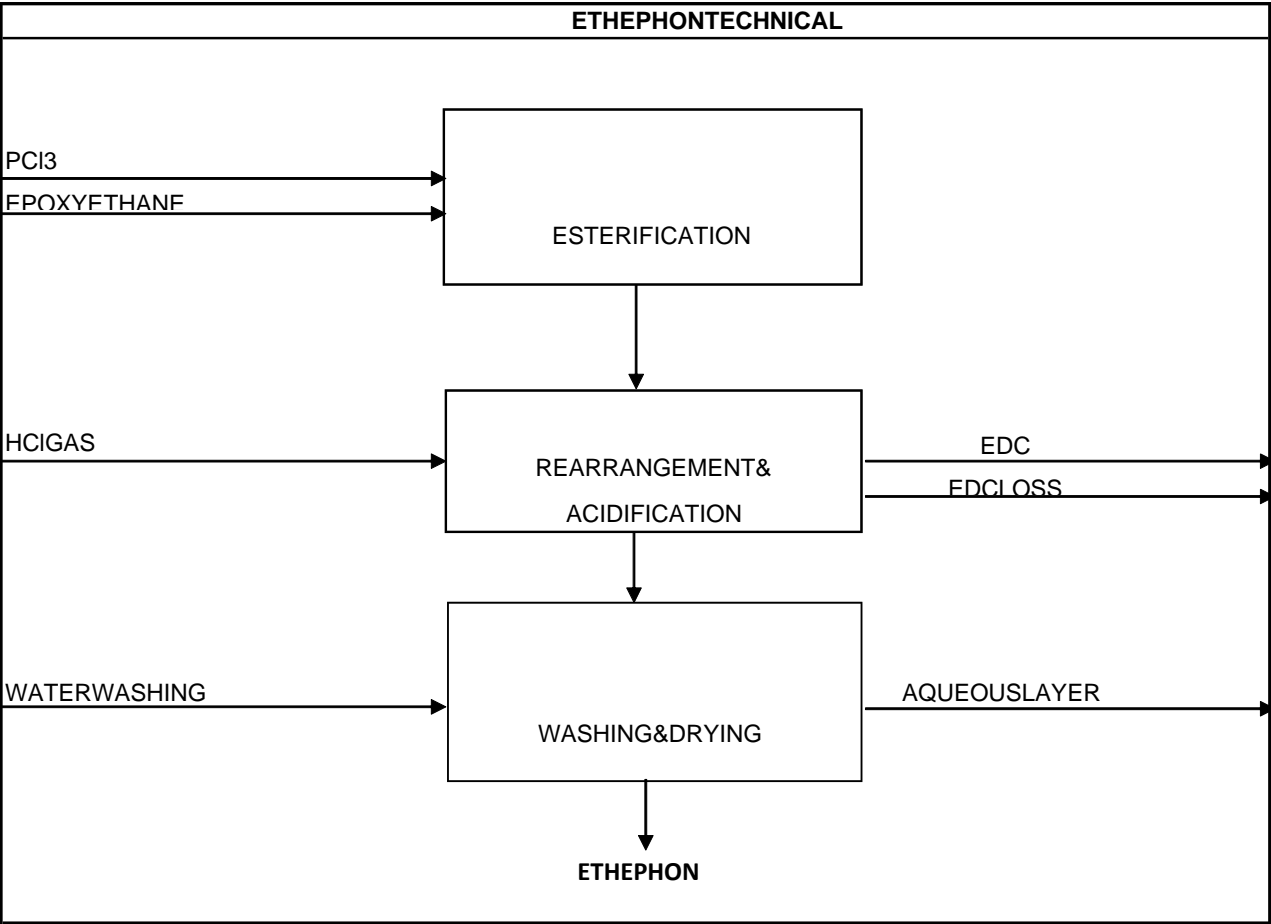 ETHEPHONTECHNICAL
PCl3
EPOXYETHANE
ESTERIFICATION
HClGAS
REARRANGEMENT&
ACIDIFICATION
EDC
EDCLOSS
WATERWASHING
WASHING&DRYING
AQUEOUSLAYER
ETHEPHON